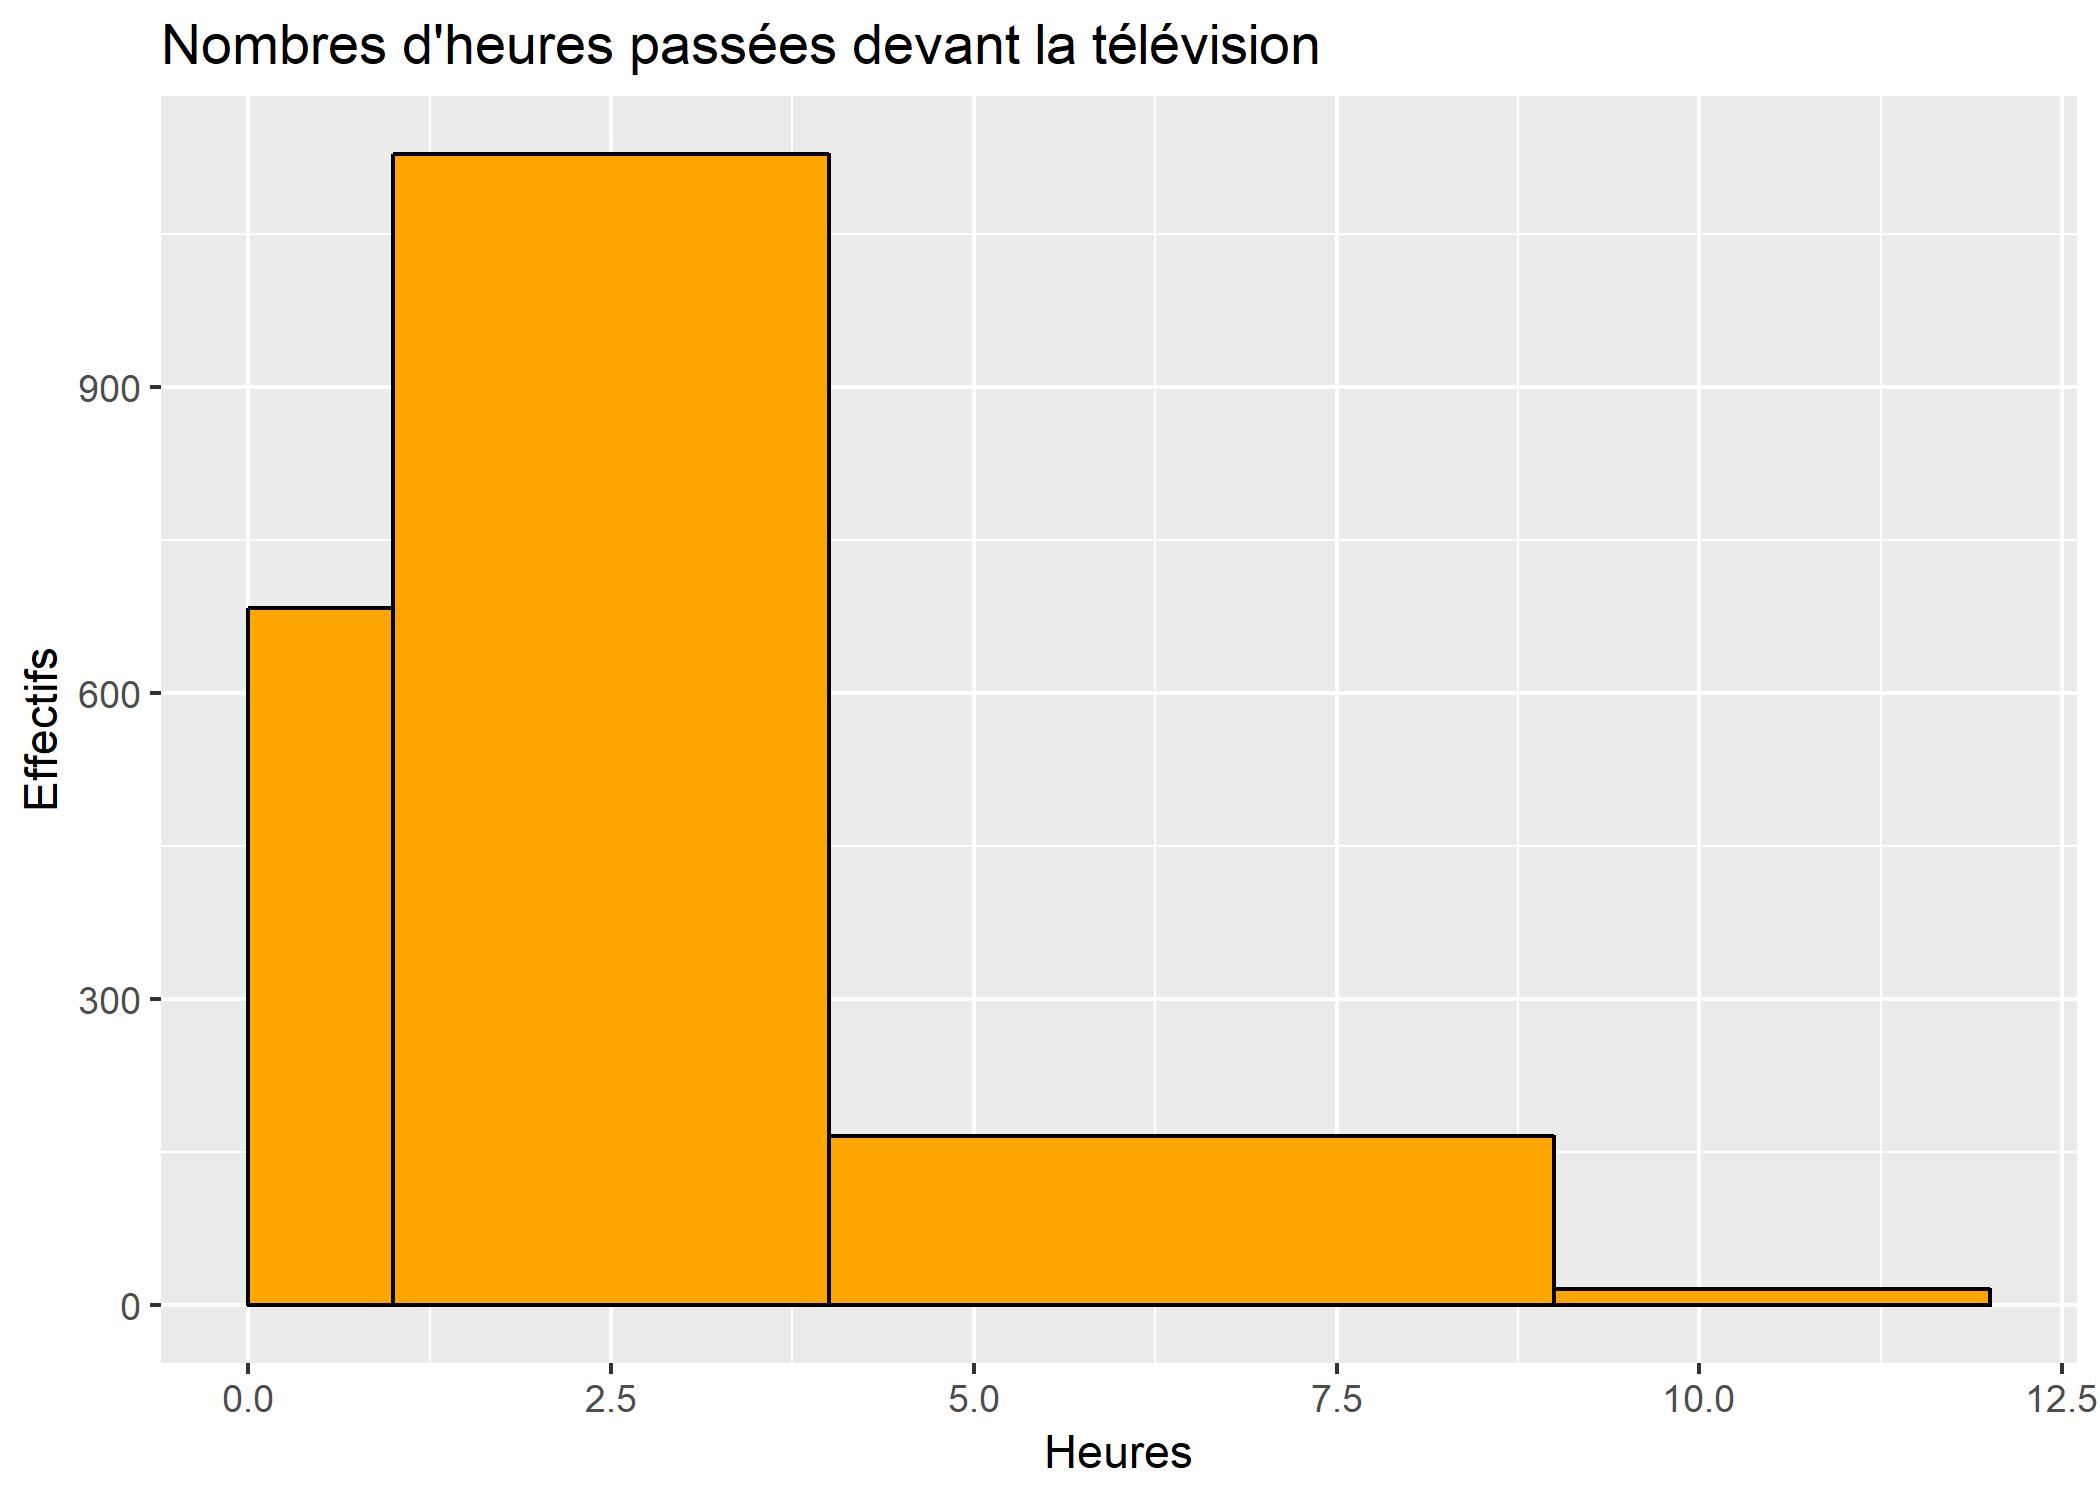 Nombres d'heures passées devant la télévision
Effectifs
900
600
300
0
0.0 2.5 5.0 7.5 10.0 12.5
Heures